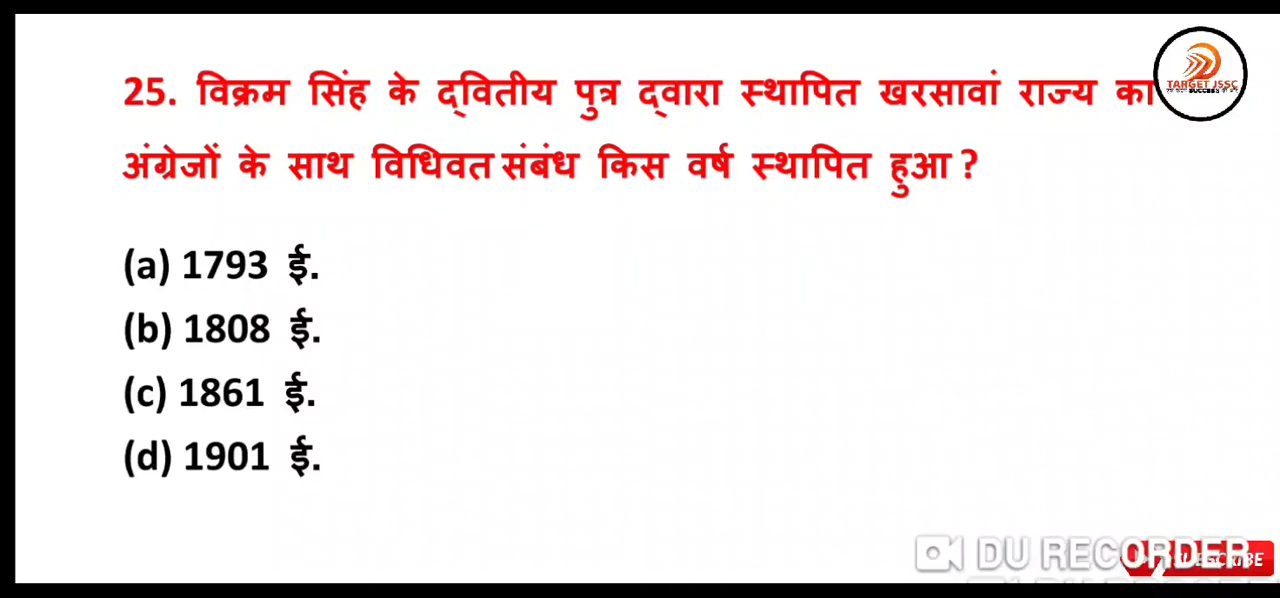 25. विक्रम सिंह के द्वितीय पुत्र द्वारा स्थापित खरसावां राज्य का
अंग्रेजों के साथ विधिवत संबंध किस वर्ष स्थापित हुआ ?
(a) 1793 ई.
(b) 1808 ई.
(c) 1861 ई.
(d) 1901 ई.
TARGET JSSC
DU RECORDER